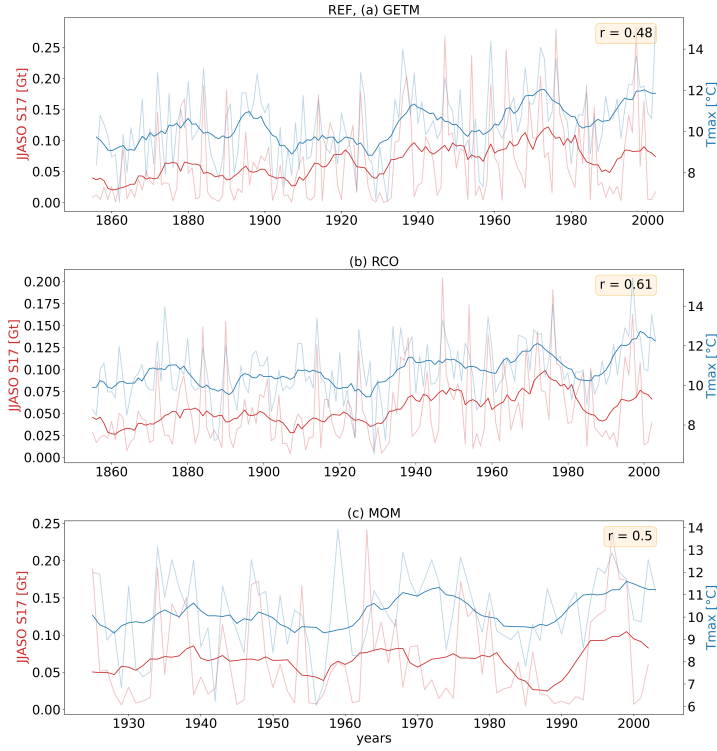 REF, (a) GETM
r = 0.48
JJASO S17 [Gt]
Tmax [°C]
0.25
0.20
0.15
0.10
0.05
0.00
14
12
10
8
1860 1880 1900 1920 1940 1960 1980 2000
(b) RCO
r = 0.61
JJASO S17 [Gt]
Tmax [°C]
0.200
0.175
0.150
0.125
0.100
0.075
0.050
0.025
0.000
14
12
10
8
1860 1880 1900 1920 1940 1960 1980 2000
(c) MOM
r = 0.5
JJASO S17 [Gt]
Tmax [°C]
0.25
0.20
0.15
0.10
0.05
0.00
14
13
12
11
10
9
8
7
6
1930 1940 1950 1960 1970 1980 1990 2000
years